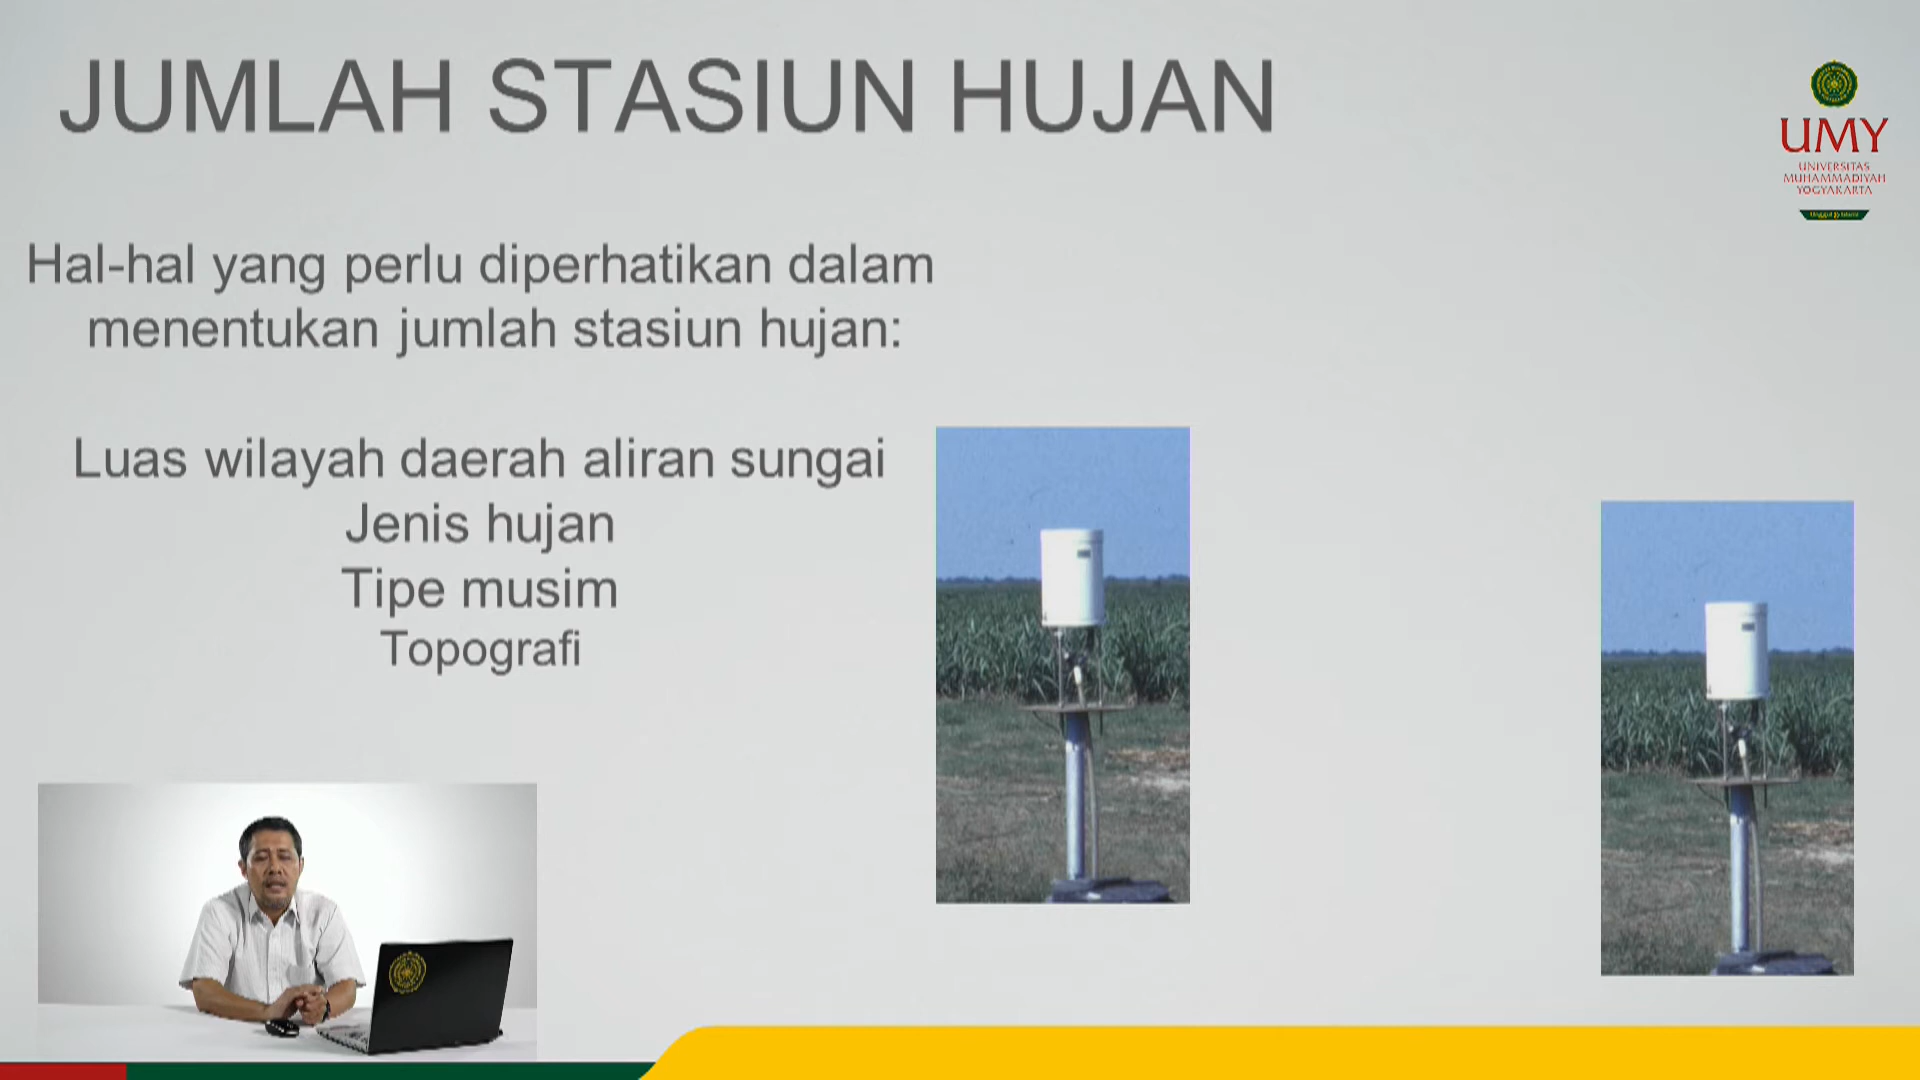 JUMLAH STASIUN HUJAN
UMY
UNIVERSITAS
MUHAMMADIYAH
YOGYAKARTA
Hal-hal yang perlu diperhatikan dalam
menentukan jumlah stasiun hujan:
Luas wilayah daerah aliran sungai
Jenis hujan
Tipe musim
Topografi